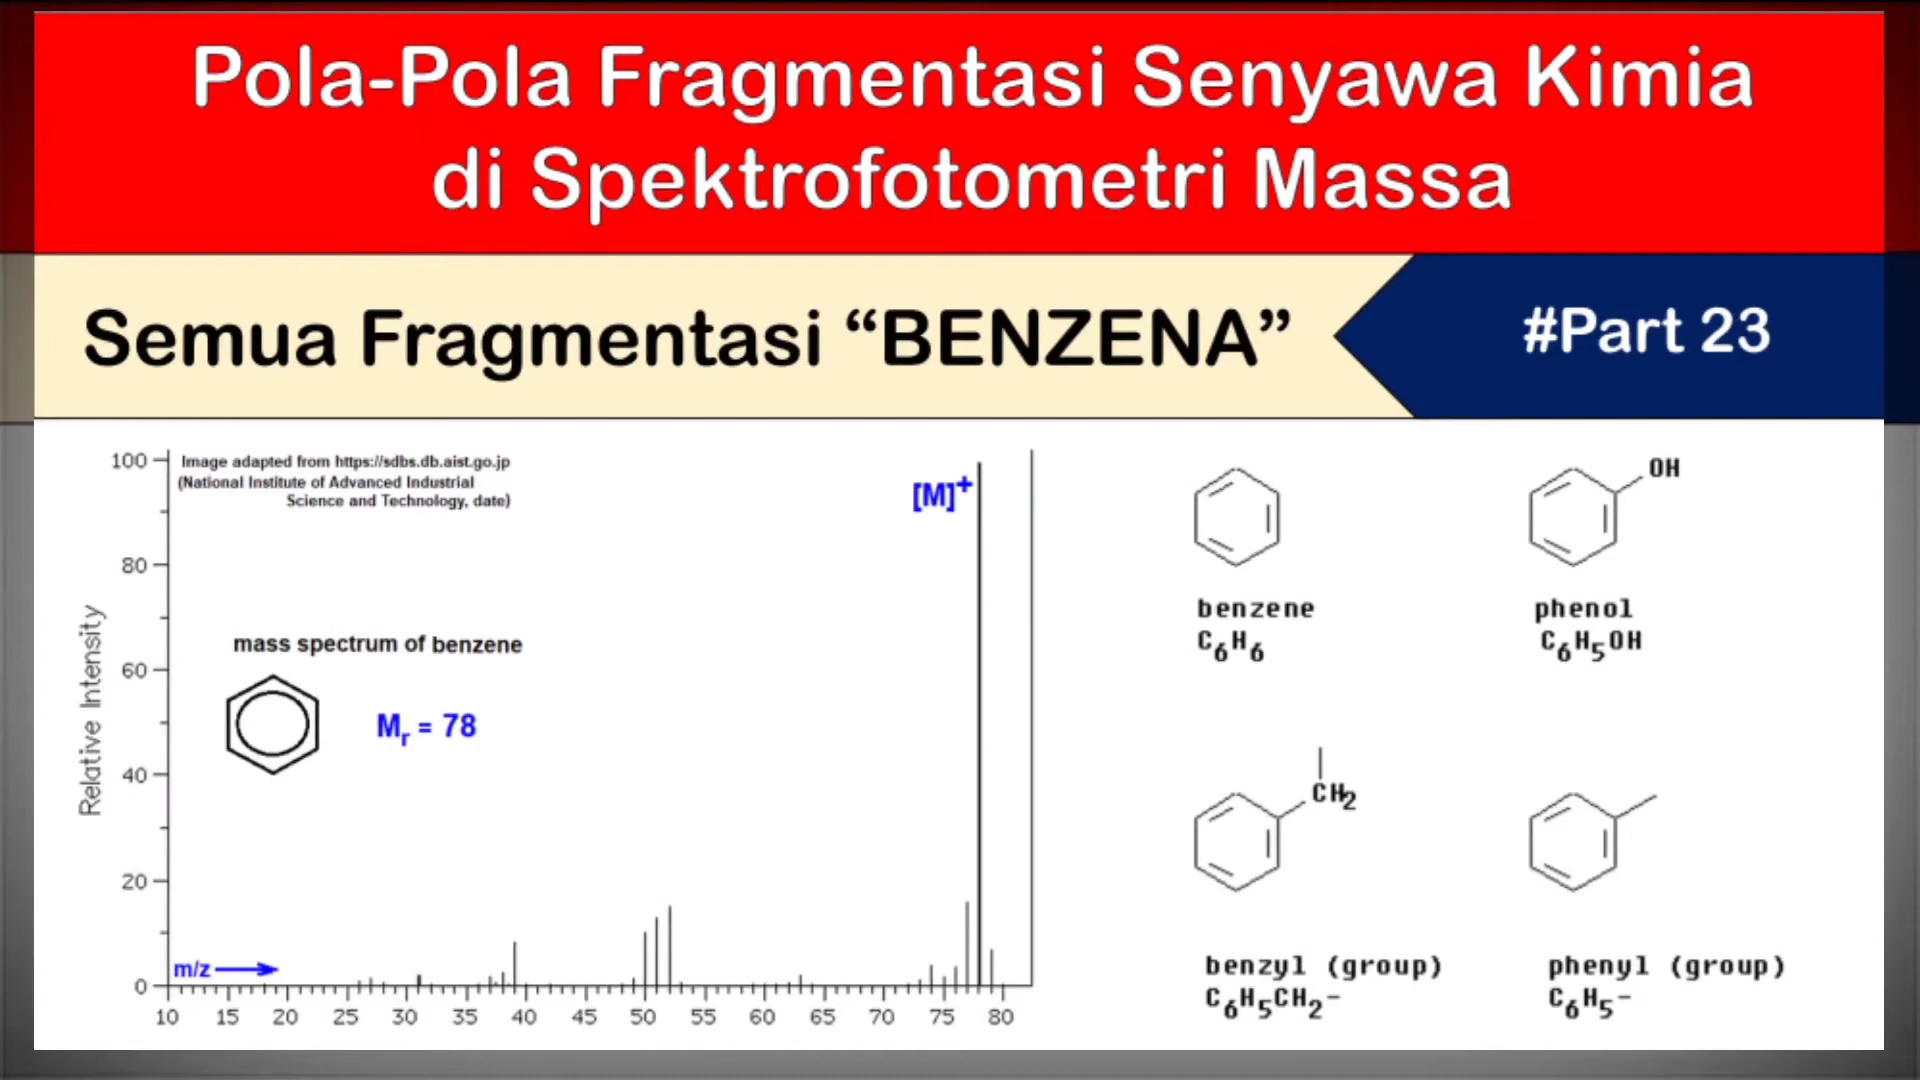 Pola-Pola Fragmentasi Senyawa Kimia
di Spektrofotometri Massa
Semua Fragmentasi “BENZENA”
#Part 23
Image adapted from https://sdbs.db.aist.go.jp
(National Institute of Advanced Industrial
Science and Technology, date)
[M]⁺
mass spectrum of benzene
Mᵣ = 78
Relative Intensity
100
80
60
40
20
0
m/z
10 15 20 25 30 35 40 45 50 55 60 65 70 75 80
OH
benzene
C₆H₆
phenol
C₆H₅OH
CH₂
benzyl (group)
C₆H₅CH₂-
phenyl (group)
C₆H₅-